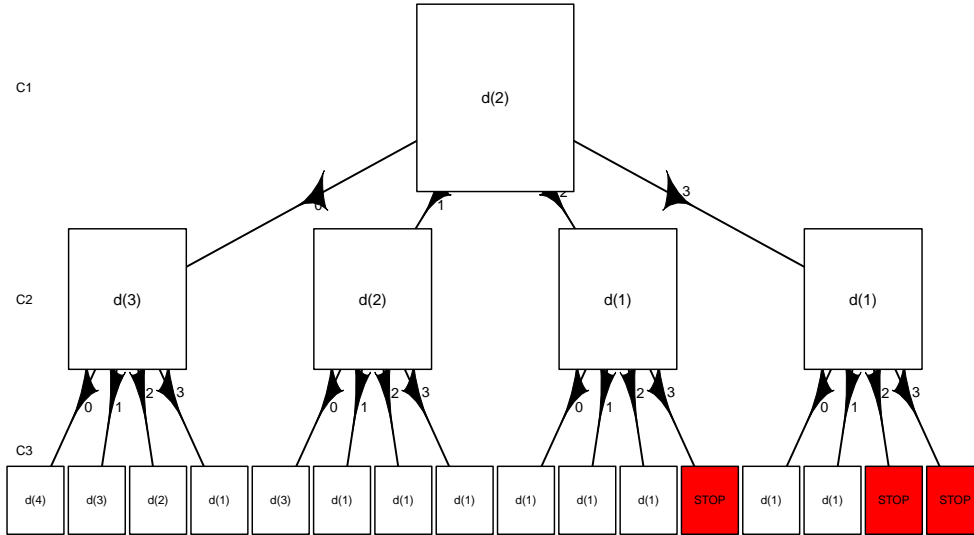 C1
d(2)
0
1
2
3
C2
d(3)
d(2)
d(1)
d(1)
0
1
2
3
0
1
2
3
0
1
2
3
0
1
2
3
C3
d(4)
d(3)
d(2)
d(1)
d(3)
d(1)
d(1)
d(1)
d(1)
d(1)
d(1)
STOP
d(1)
d(1)
STOP
STOP